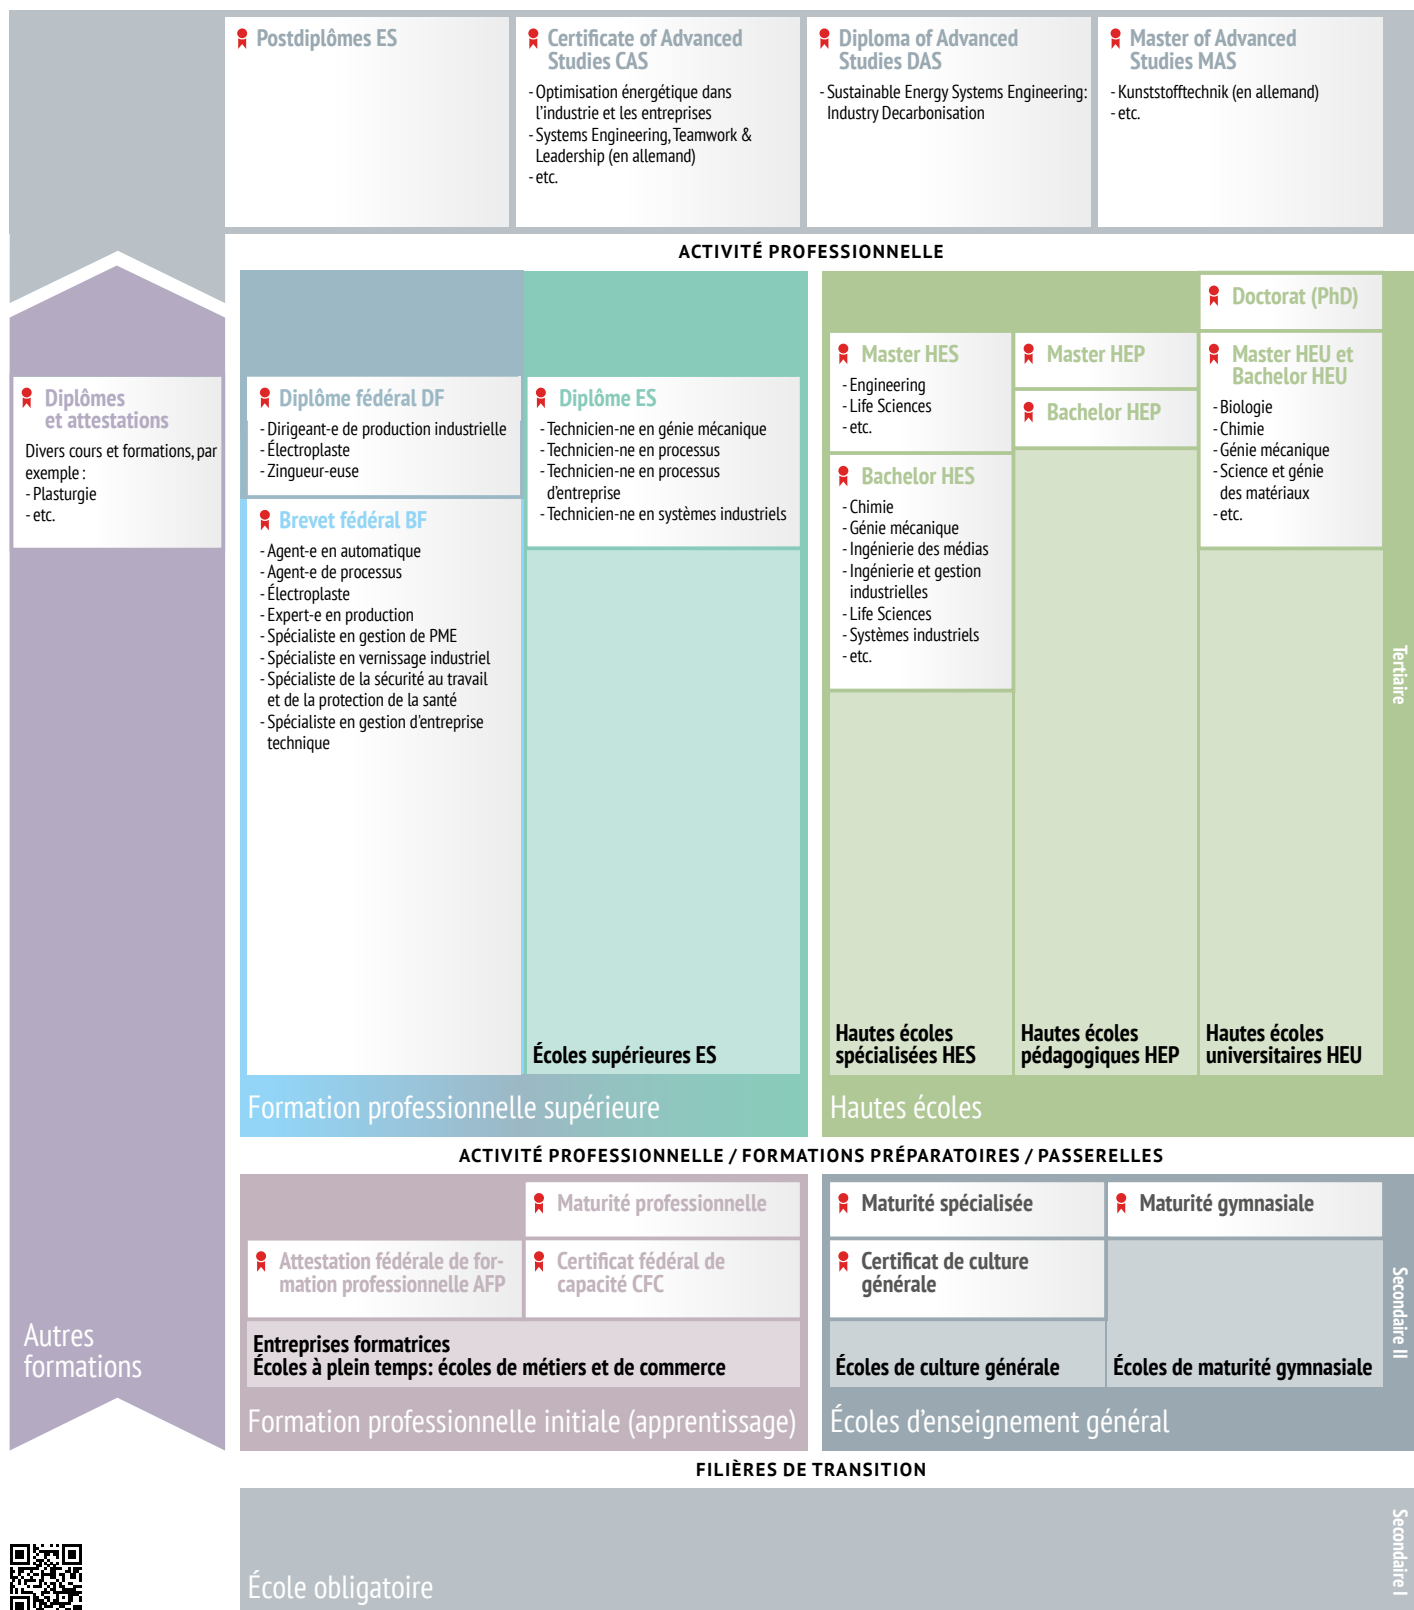 Postdiplômes ES
Certificate of Advanced
Studies CAS
- Optimisation énergétique dans
l'industrie et les entreprises
- Systems Engineering, Teamwork &
Leadership (en allemand)
- etc.
Diploma of Advanced
Studies DAS
- Sustainable Energy Systems Engineering:
Industry Decarbonisation
Master of Advanced
Studies MAS
- Kunststofftechnik (en allemand)
- etc.
ACTIVITÉ PROFESSIONNELLE
Diplômes
et attestations
Divers cours et formations, par
exemple :
- Plasturgie
- etc.
Autres
formations
Diplôme fédéral DF
- Dirigeant-e de production industrielle
- Électroplaste
- Zingueur-euse
Brevet fédéral BF
- Agent-e en automatique
- Agent-e de processus
- Électroplaste
- Expert-e en production
- Spécialiste en gestion de PME
- Spécialiste en vernissage industriel
- Spécialiste de la sécurité au travail
et de la protection de la santé
- Spécialiste en gestion d'entreprise
technique
Diplôme ES
- Technicien-ne en génie mécanique
- Technicien-ne en processus
- Technicien-ne en processus
d'entreprise
- Technicien-ne en systèmes industriels
Écoles supérieures ES
Formation professionnelle supérieure
Master HES
- Engineering
- Life Sciences
- etc.
Bachelor HES
- Chimie
- Génie mécanique
- Ingénierie des médias
- Ingénierie et gestion
industrielles
- Life Sciences
- Systèmes industriels
- etc.
Hautes écoles
spécialisées HES
Master HEP
Bachelor HEP
Hautes écoles
pédagogiques HEP
Doctorat (PhD)
Master HEU et
Bachelor HEU
- Biologie
- Chimie
- Génie mécanique
- Science et génie
des matériaux
- etc.
Hautes écoles
universitaires HEU
Hautes écoles
Tertiaire
ACTIVITÉ PROFESSIONNELLE / FORMATIONS PRÉPARATOIRES / PASSERELLES
Maturité professionnelle
Attestation fédérale de for-
mation professionnelle AFP
Certificat fédéral de
capacité CFC
Entreprises formatrices
Écoles à plein temps: écoles de métiers et de commerce
Formation professionnelle initiale (apprentissage)
Maturité spécialisée
Certificat de culture
générale
Écoles de culture générale
Maturité gymnasiale
Écoles de maturité gymnasiale
Écoles d'enseignement général
Secondaire II
FILIÈRES DE TRANSITION
École obligatoire
Secondaire I